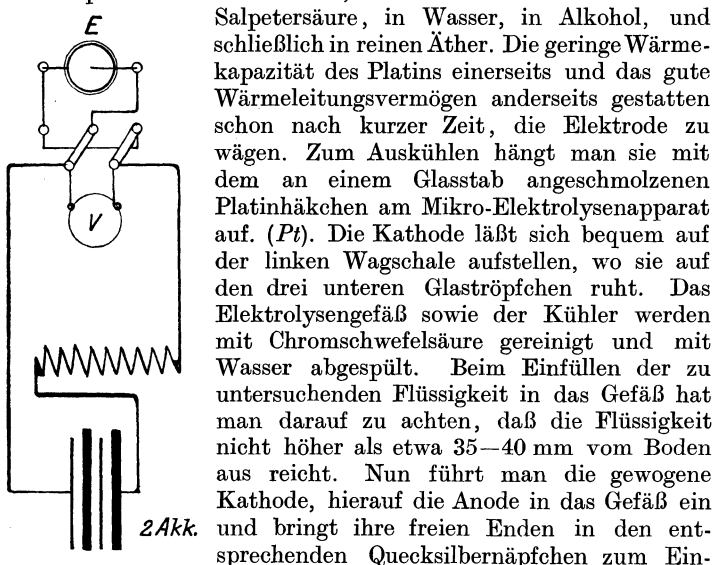 E
V
2 Akk.
Salpetersäure, in Wasser, in Alkohol, und
schließlich in reinen Äther. Die geringe Wärme-
kapazität des Platins einerseits und das gute
Wärmeleitungsvermögen anderseits gestatten
schon nach kurzer Zeit, die Elektrode zu
wägen. Zum Auskühlen hängt man sie mit
dem an einem Glasstab angeschmolzenen
Platinhäkchen am Mikro-Elektrolysenapparat
auf. (Pt). Die Kathode läßt sich bequem auf
der linken Wagschale aufstellen, wo sie auf
den drei unteren Glaströpfchen ruht. Das
Elektrolysengefäß sowie der Kühler werden
mit Chromschwefelsäure gereinigt und mit
Wasser abgespült. Beim Einfüllen der zu
untersuchenden Flüssigkeit in das Gefäß hat
man darauf zu achten, daß die Flüssigkeit
nicht höher als etwa 35—40 mm vom Boden
aus reicht. Nun führt man die gewogene
Kathode, hierauf die Anode in das Gefäß ein
und bringt ihre freien Enden in den ent-
sprechenden Quecksilbernäpfchen zum Ein-